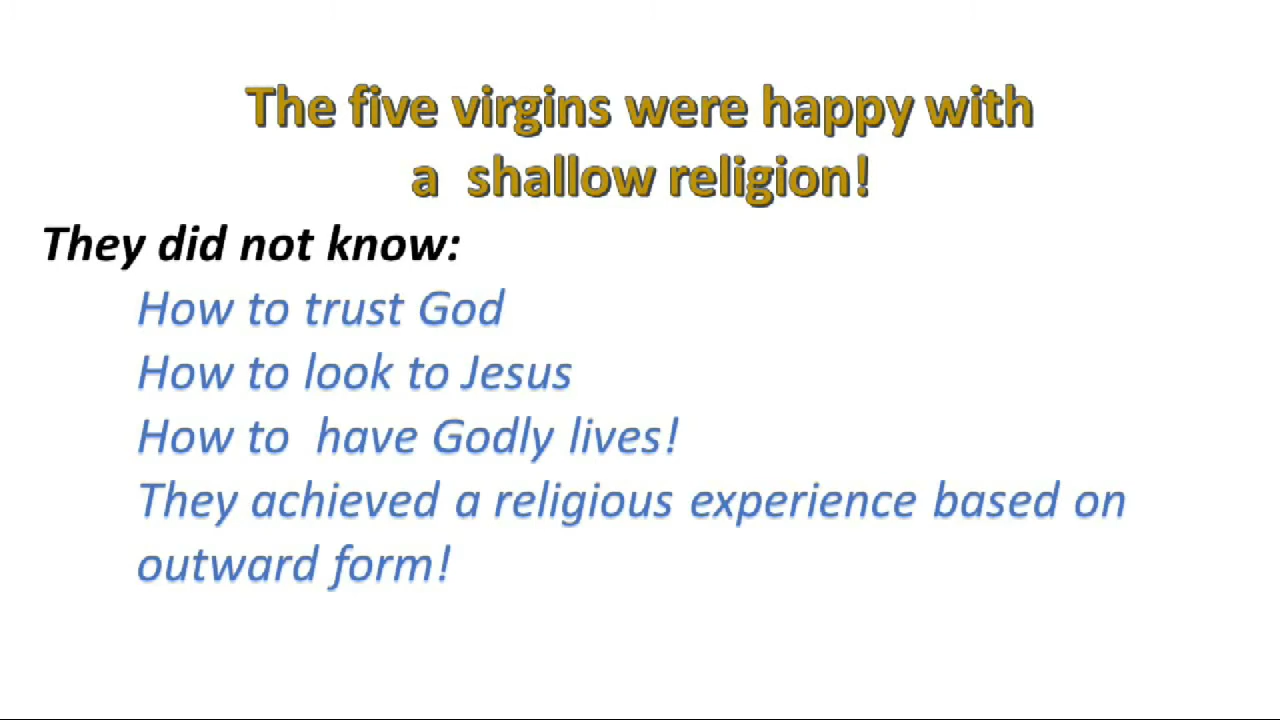 The five virgins were happy with
a shallow religion!
They did not know:
How to trust God
How to look to Jesus
How to have Godly lives!
They achieved a religious experience based on
outward form!